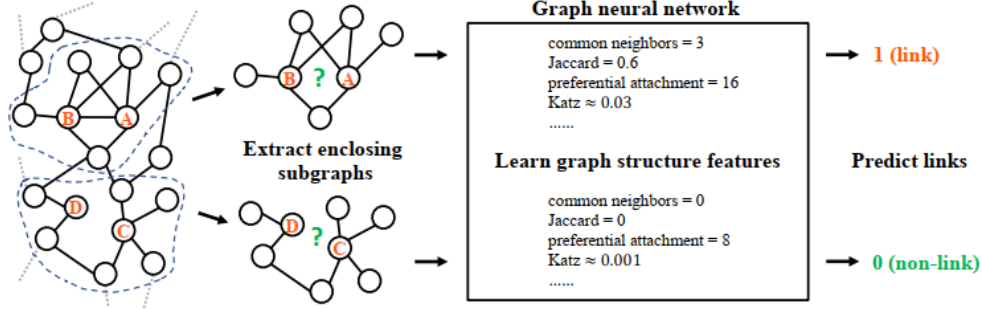 Graph neural network
common neighbors = 3
Jaccard = 0.6
preferential attachment = 16
Katz ≈ 0.03
......
1 (link)
B
?
A
B
A
Extract enclosing
subgraphs
Learn graph structure features
Predict links
common neighbors = 0
Jaccard = 0
preferential attachment = 8
Katz ≈ 0.001
......
0 (non-link)
D
C
D
?
C